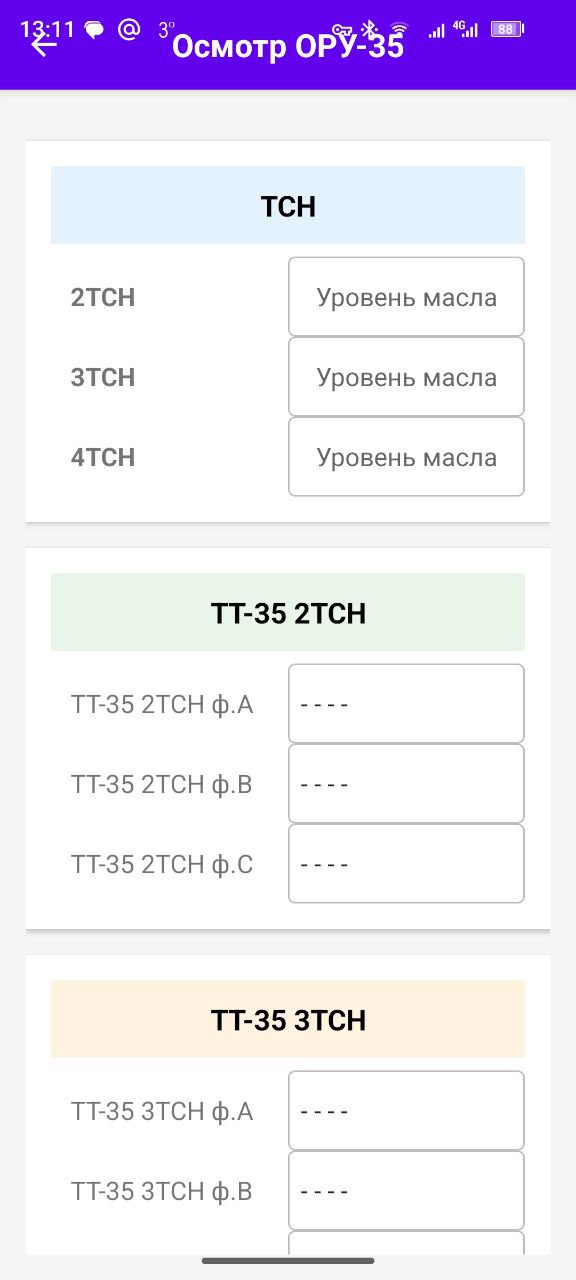 13:11 @ 3° 4G 88
Осмотр ОРУ-35
ТСН
2ТСН Уровень масла
3ТСН Уровень масла
4ТСН Уровень масла
ТТ-35 2ТСН
ТТ-35 2ТСН ф.А ----
ТТ-35 2ТСН ф.В ----
ТТ-35 2ТСН ф.С ----
ТТ-35 3ТСН
ТТ-35 3ТСН ф.А ----
ТТ-35 3ТСН ф.В ----